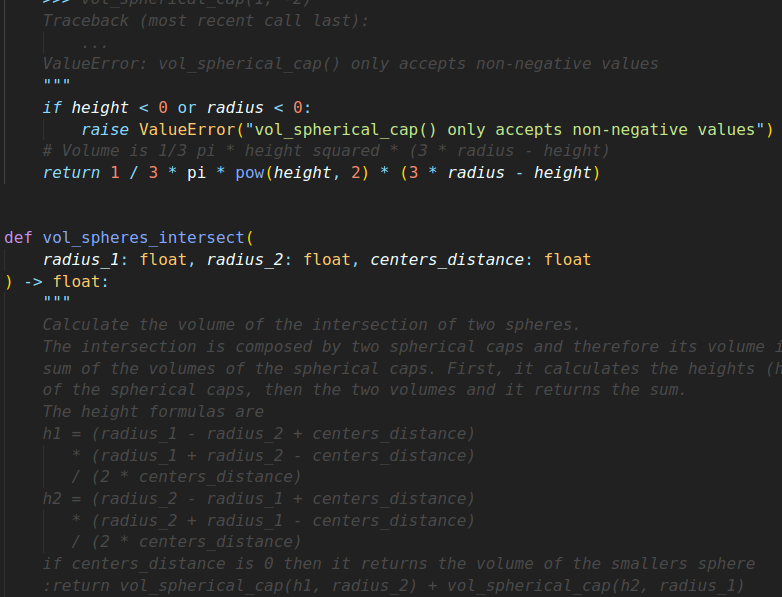 >>> vol_spherical_cap(1, -2)
Traceback (most recent call last):
...
ValueError: vol_spherical_cap() only accepts non-negative values
"""
if height < 0 or radius < 0:
raise ValueError("vol_spherical_cap() only accepts non-negative values")
# Volume is 1/3 pi * height squared * (3 * radius - height)
return 1 / 3 * pi * pow(height, 2) * (3 * radius - height)
def vol_spheres_intersect(
radius_1: float, radius_2: float, centers_distance: float
) -> float:
"""
Calculate the volume of the intersection of two spheres.
The intersection is composed by two spherical caps and therefore its volume i
sum of the volumes of the spherical caps. First, it calculates the heights (h
of the spherical caps, then the two volumes and it returns the sum.
The height formulas are
h1 = (radius_1 - radius_2 + centers_distance)
* (radius_1 + radius_2 - centers_distance)
/ (2 * centers_distance)
h2 = (radius_2 - radius_1 + centers_distance)
* (radius_2 + radius_1 - centers_distance)
/ (2 * centers_distance)
if centers_distance is 0 then it returns the volume of the smallers sphere
:return vol_spherical_cap(h1, radius_2) + vol_spherical_cap(h2, radius_1)